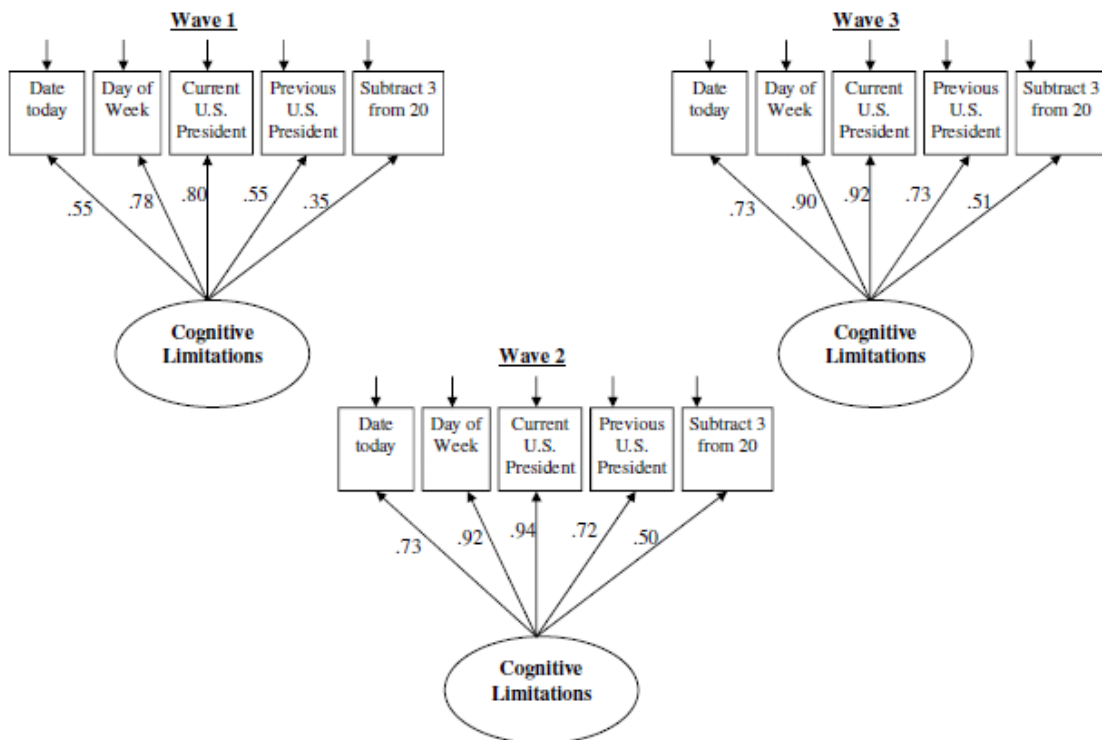 Wave 1
Date
today
Day of
Week
Current
U.S.
President
Previous
U.S.
President
Subtract 3
from 20
.55
.78
.80
.55
.35
Cognitive
Limitations
Wave 3
Date
today
Day of
Week
Current
U.S.
President
Previous
U.S.
President
Subtract 3
from 20
.73
.90
.92
.73
.51
Cognitive
Limitations
Wave 2
Date
today
Day of
Week
Current
U.S.
President
Previous
U.S.
President
Subtract 3
from 20
.73
.92
.94
.72
.50
Cognitive
Limitations